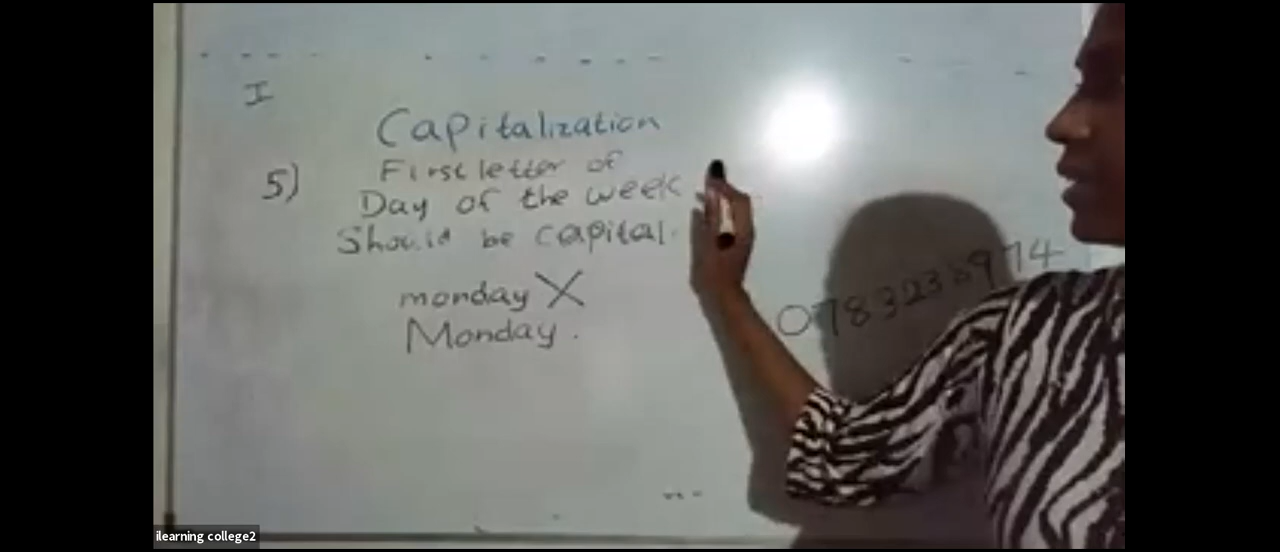 I
Capitalization
5) First letter of
Day of the week
Should be capital.
monday X
Monday.
ilearning college2